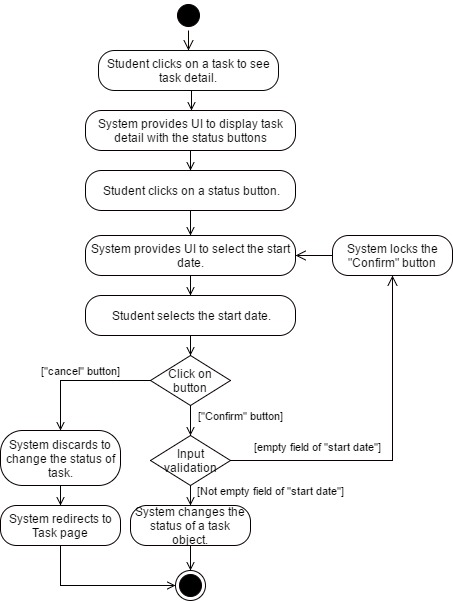 Student clicks on a task to see
task detail.
System provides UI to display task
detail with the status buttons
Student clicks on a status button.
System provides UI to select the start
date.
System locks the
"Confirm" button
Student selects the start date.
Click on
button
["cancel" button]
["Confirm" button]
System discards to
change the status of
task.
Input
validation
[empty field of "start date"]
[Not empty field of "start date"]
System redirects to
Task page
System changes the
status of a task
object.